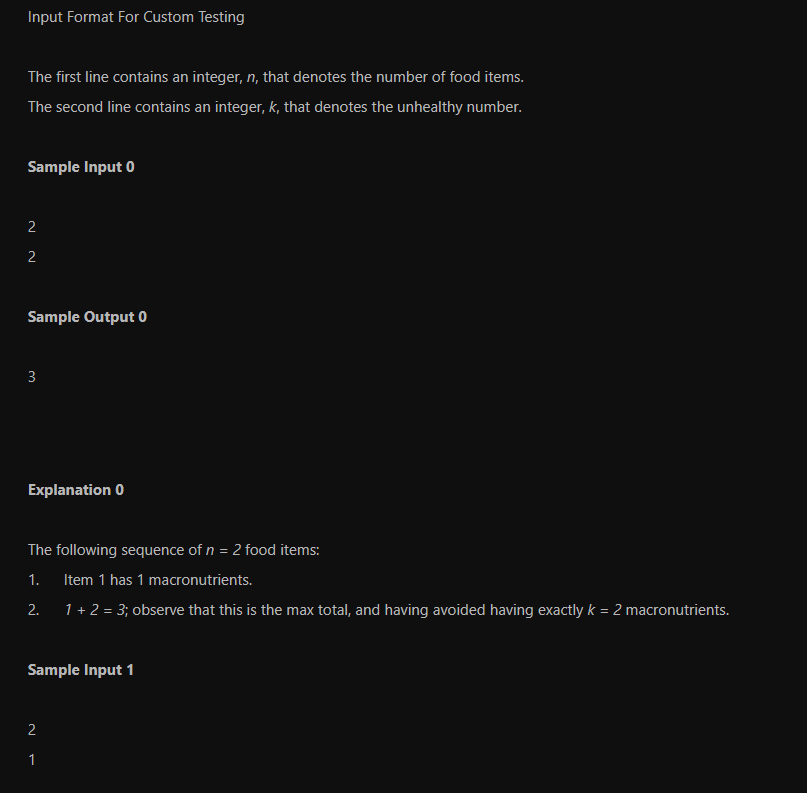 Input Format For Custom Testing
The first line contains an integer, n, that denotes the number of food items.
The second line contains an integer, k, that denotes the unhealthy number.
Sample Input 0
2
2
Sample Output 0
3
Explanation 0
The following sequence of n = 2 food items:
1. Item 1 has 1 macronutrients.
2. 1 + 2 = 3; observe that this is the max total, and having avoided having exactly k = 2 macronutrients.
Sample Input 1
2
1